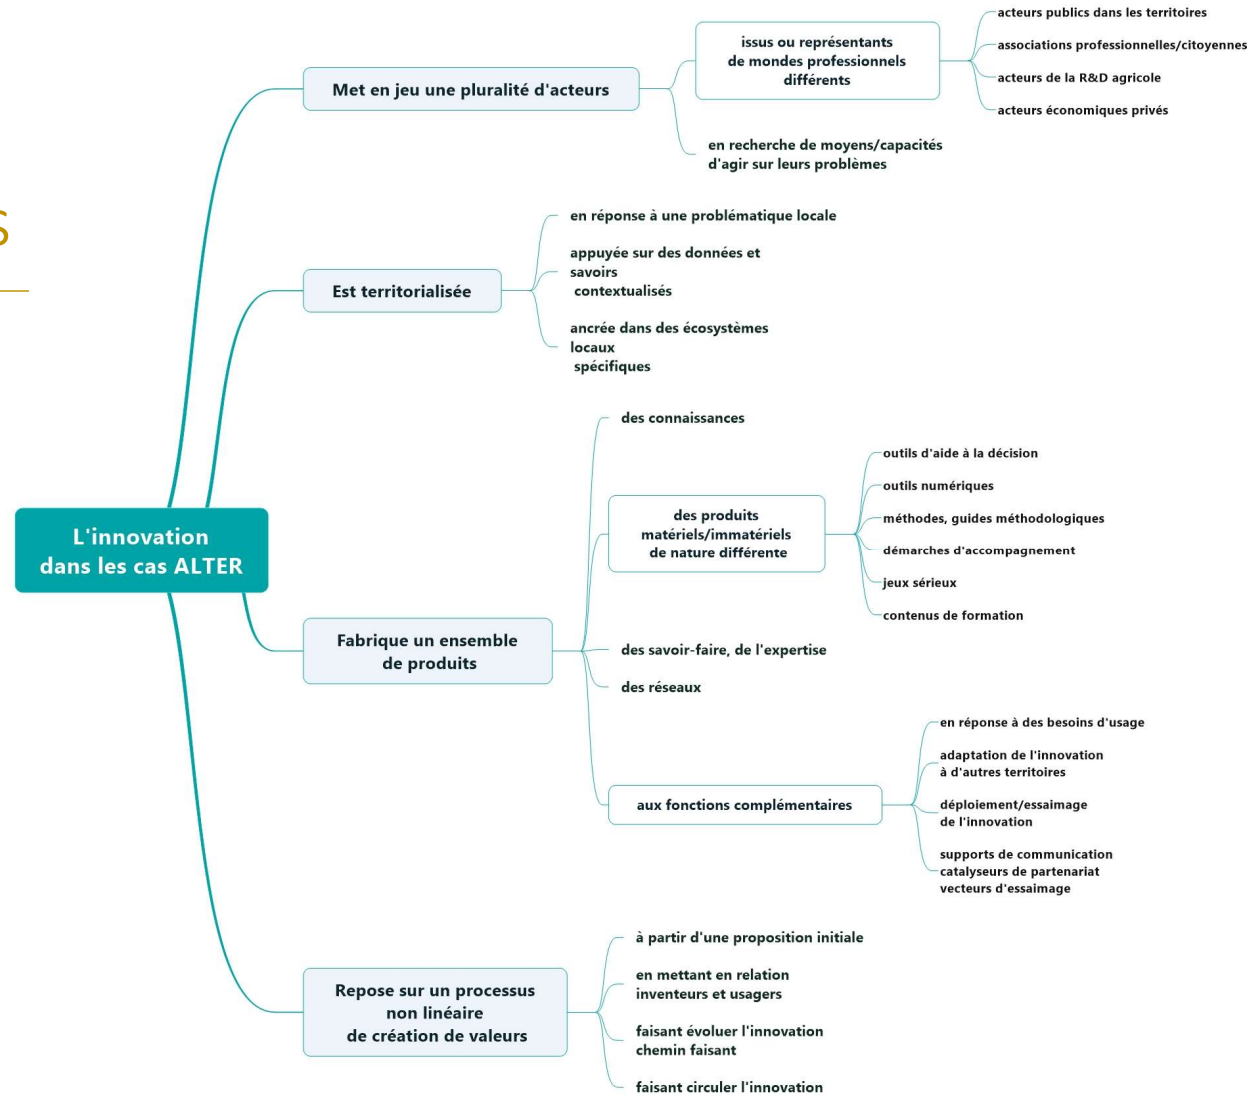 S
L'innovation
dans les cas ALTER
Met en jeu une pluralité d'acteurs
issus ou représentants
de mondes professionnels
différents
acteurs publics dans les territoires
associations professionnelles/citoyennes
acteurs de la R&D agricole
acteurs économiques privés
en recherche de moyens/capacités
d'agir sur leurs problèmes
Est territorialisée
en réponse à une problématique locale
appuyée sur des données et
savoirs
contextualisés
ancrée dans des écosystèmes
locaux
spécifiques
Fabrique un ensemble
de produits
des connaissances
des produits
matériels/immatériels
de nature différente
outils d'aide à la décision
outils numériques
méthodes, guides méthodologiques
démarches d'accompagnement
jeux sérieux
contenus de formation
des savoir-faire, de l'expertise
des réseaux
aux fonctions complémentaires
en réponse à des besoins d'usage
adaptation de l'innovation
à d'autres territoires
déploiement/essaimage
de l'innovation
supports de communication
catalyseurs de partenariat
vecteurs d'essaimage
Repose sur un processus
non linéaire
de création de valeurs
à partir d'une proposition initiale
en mettant en relation
inventeurs et usagers
faisant évoluer l'innovation
chemin faisant
faisant circuler l'innovation